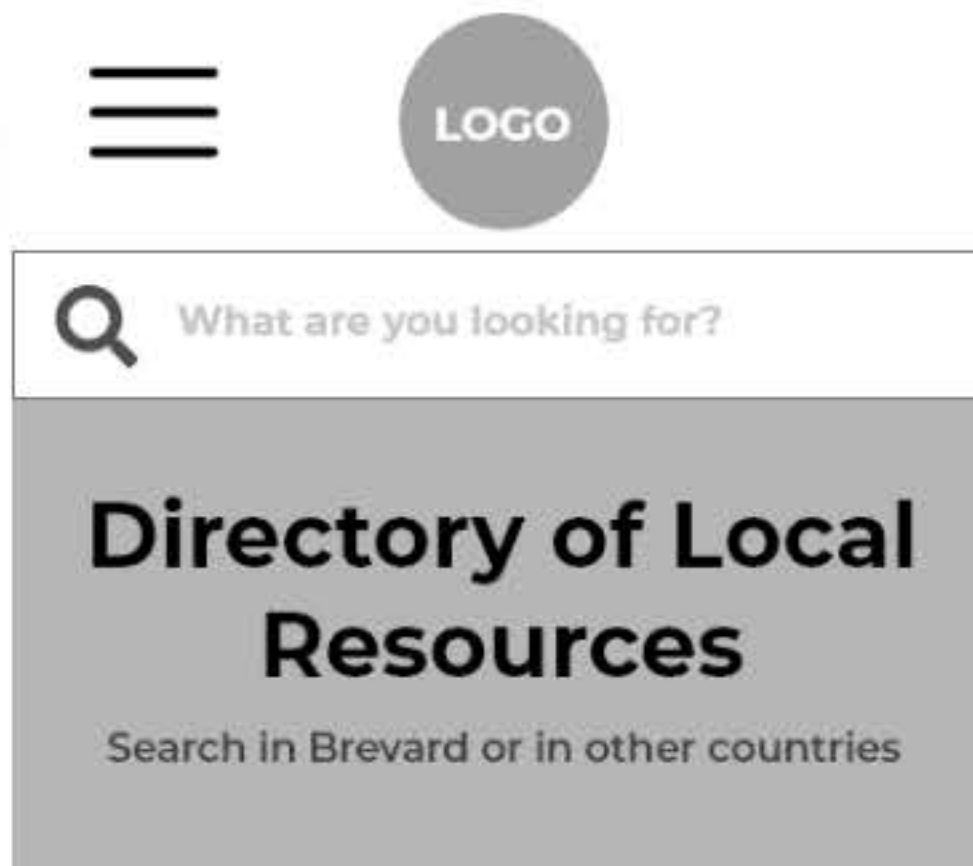 LOGO
What are you looking for?
Directory of Local
Resources
Search in Brevard or in other countries